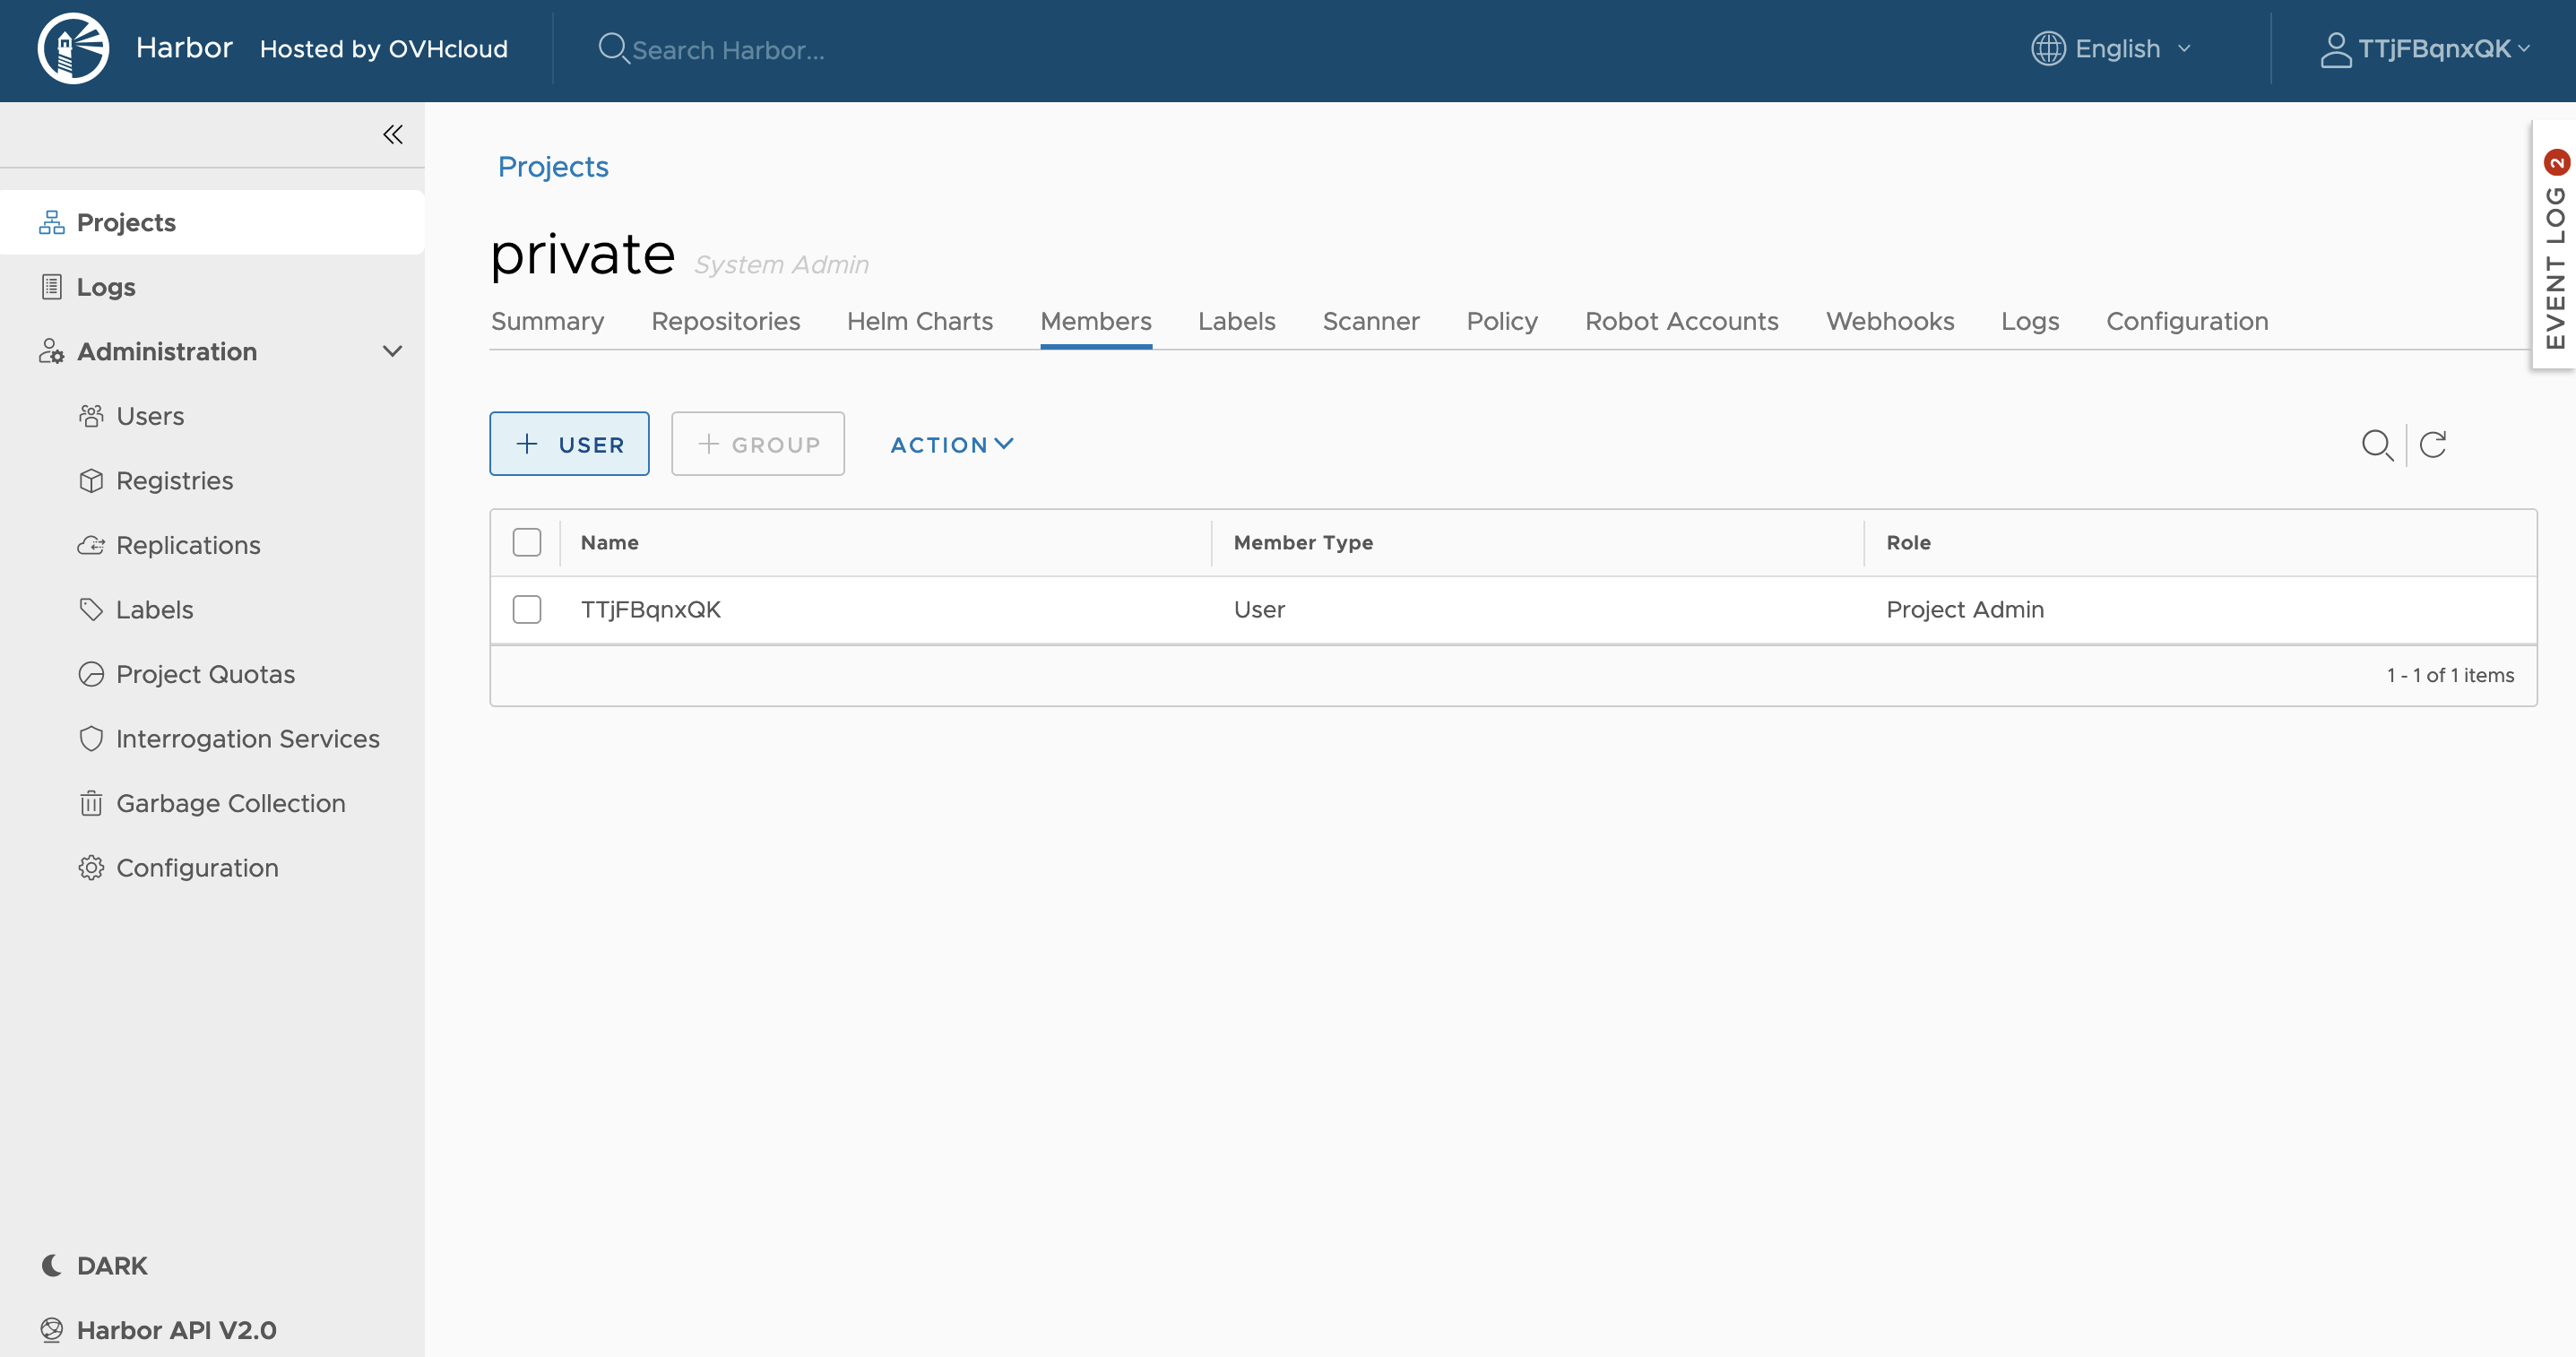 Harbor Hosted by OVHcloud Search Harbor... English TTjFBqnxQK
Projects
Logs
Administration
Users
Registries
Replications
Labels
Project Quotas
Interrogation Services
Garbage Collection
Configuration
DARK
Harbor API V2.0
Projects
private System Admin
Summary Repositories Helm Charts Members Labels Scanner Policy Robot Accounts Webhooks Logs Configuration
USER GROUP ACTION
Name Member Type Role
TTjFBqnxQK User Project Admin
1 - 1 of 1 items
EVENT LOG 2